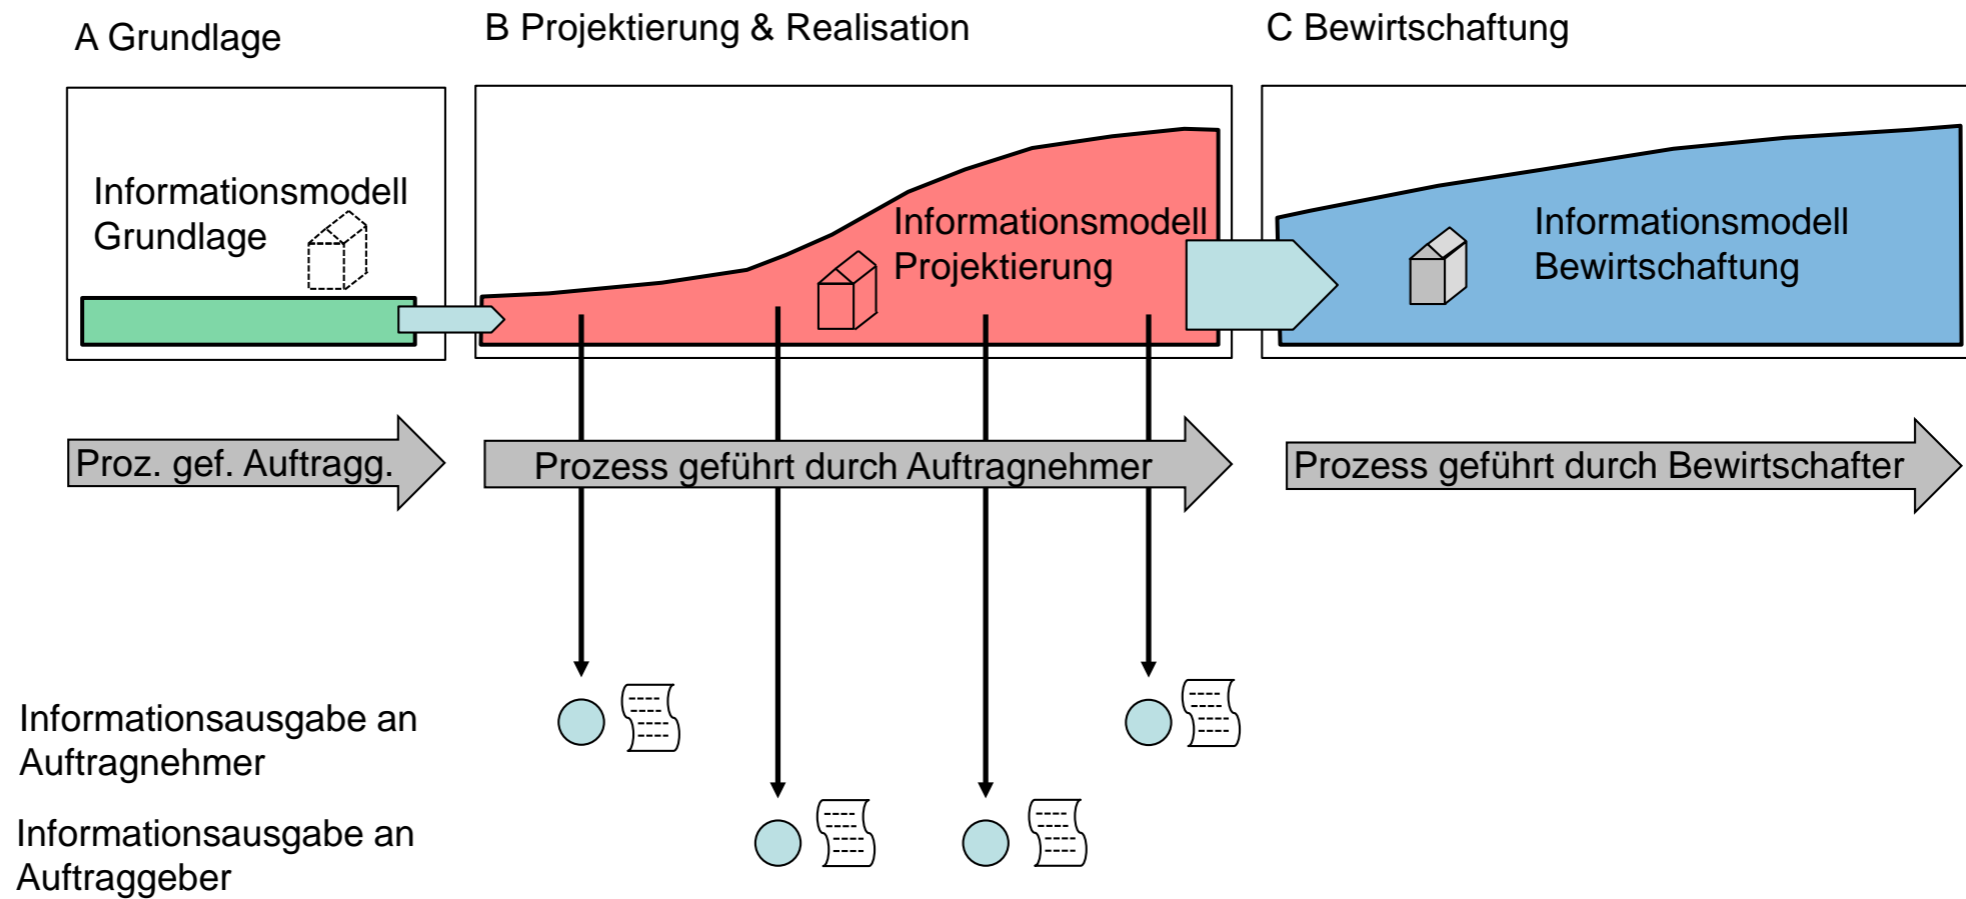 A Grundlage
B Projektierung & Realisation
C Bewirtschaftung
Informationsmodell
Grundlage
Informationsmodell
Projektierung
Informationsmodell
Bewirtschaftung
Proz. gef. Auftragg.
Prozess geführt durch Auftragnehmer
Prozess geführt durch Bewirtschafter
Informationsausgabe an
Auftragnehmer
Informationsausgabe an
Auftraggeber